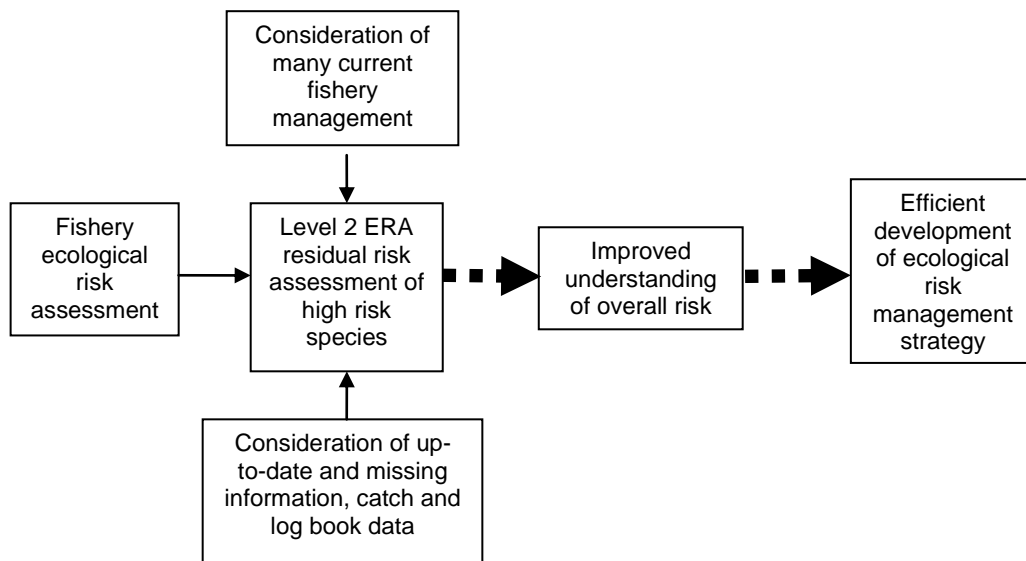 Consideration of
many current
fishery
management
Fishery
ecological
risk
assessment
Level 2 ERA
residual risk
assessment of
high risk
species
Improved
understanding
of overall risk
Efficient
development
of ecological
risk
management
strategy
Consideration of up-
to-date and missing
information, catch and
log book data